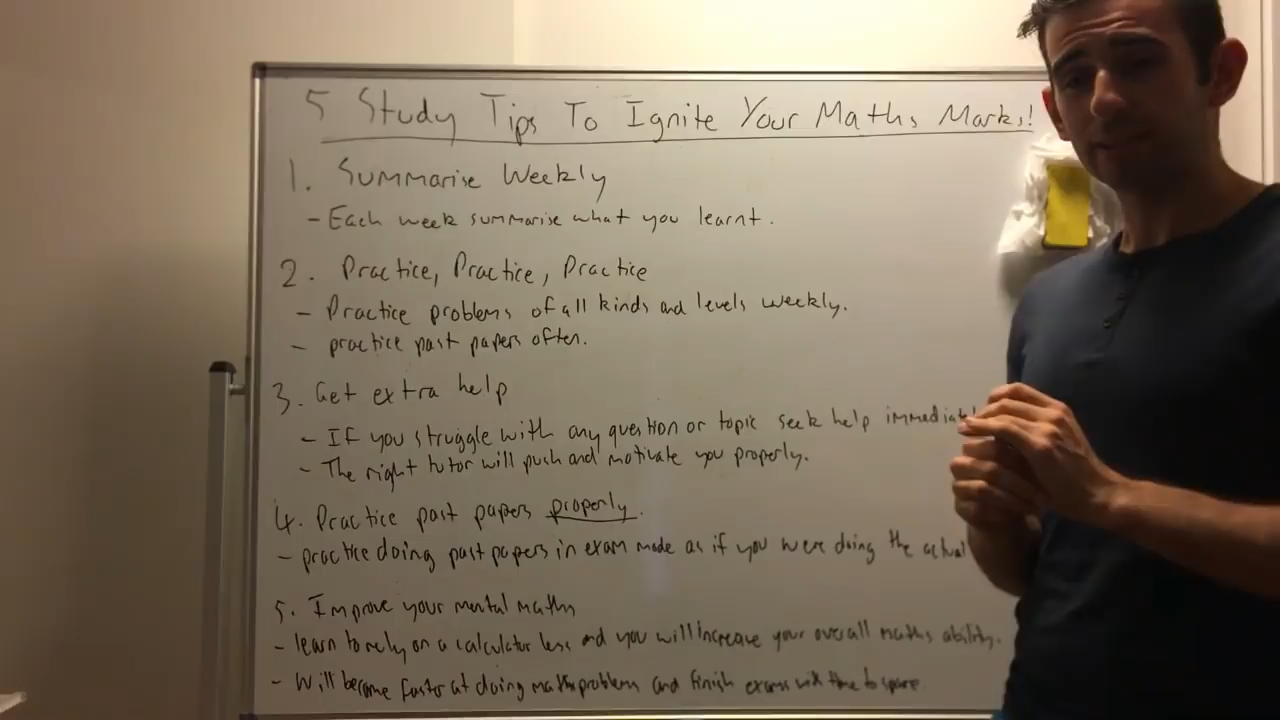 5 Study Tips To Ignite Your Maths Marks!
1. Summarise Weekly
- Each week summarise what you learnt.
2. Practice, Practice, Practice
- Practice problems of all kinds and levels weekly.
- practice past papers often.
3. Get extra help
- If you struggle with any question or topic seek help immediatel
- The right tutor will push and motivate you properly.
4. Practice past papers properly.
- practice doing past papers in exam mode as if you were doing the actual
5. Improve your mental maths
- learn to rely on a calculator less and you will increase your overall maths ability.
- Will become faster at doing maths problems and finish exams with time to spare.